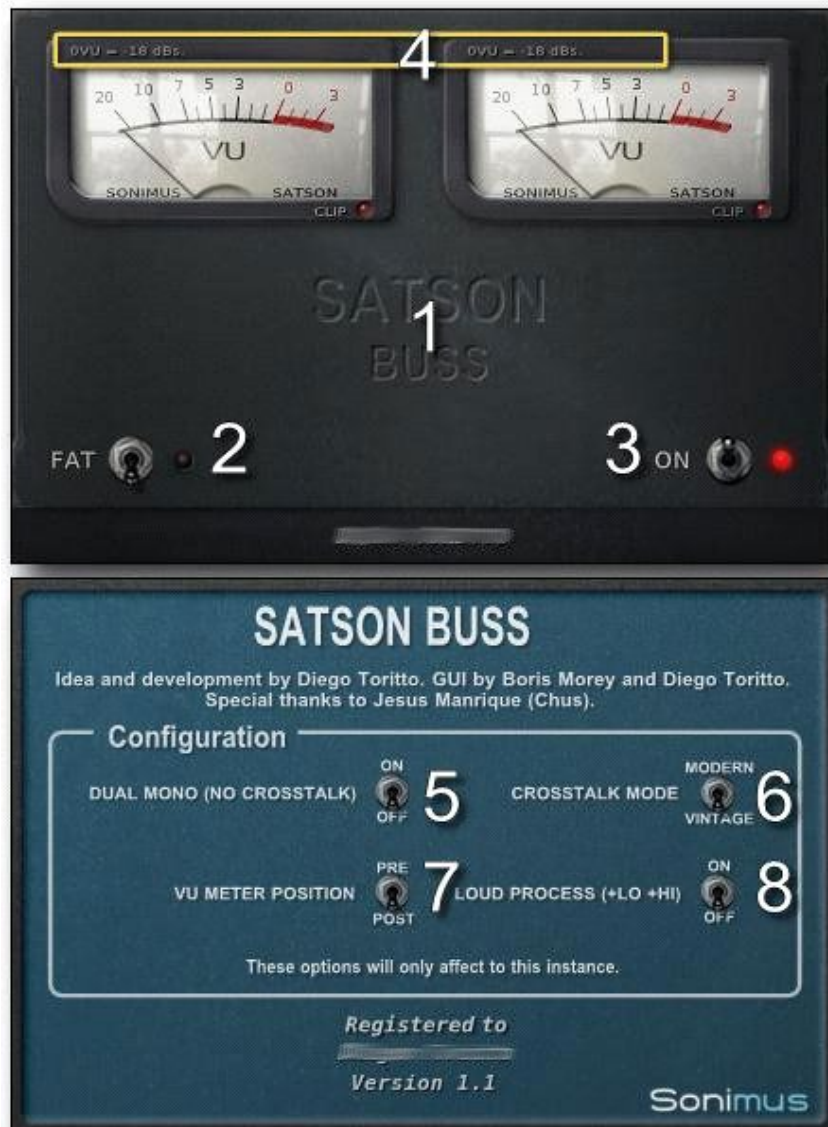 0VU = -18 dBs.
4
0VU = -18 dBs.
20 10 7 5 3 0 3
VU
SONIMUS SATSON
CLIP
20 10 7 5 3 0 3
VU
SONIMUS SATSON
CLIP
SATSON
1
BUSS
FAT 2
3 ON
SATSON BUSS
Idea and development by Diego Toritto. GUI by Boris Morey and Diego Toritto.
Special thanks to Jesus Manrique (Chus).
Configuration
DUAL MONO (NO CROSSTALK) ON OFF 5
CROSSTALK MODE MODERN VINTAGE 6
VU METER POSITION PRE POST 7
LOUD PROCESS (+LO +HI) ON OFF 8
These options will only affect to this instance.
Registered to
Version 1.1
Sonimus